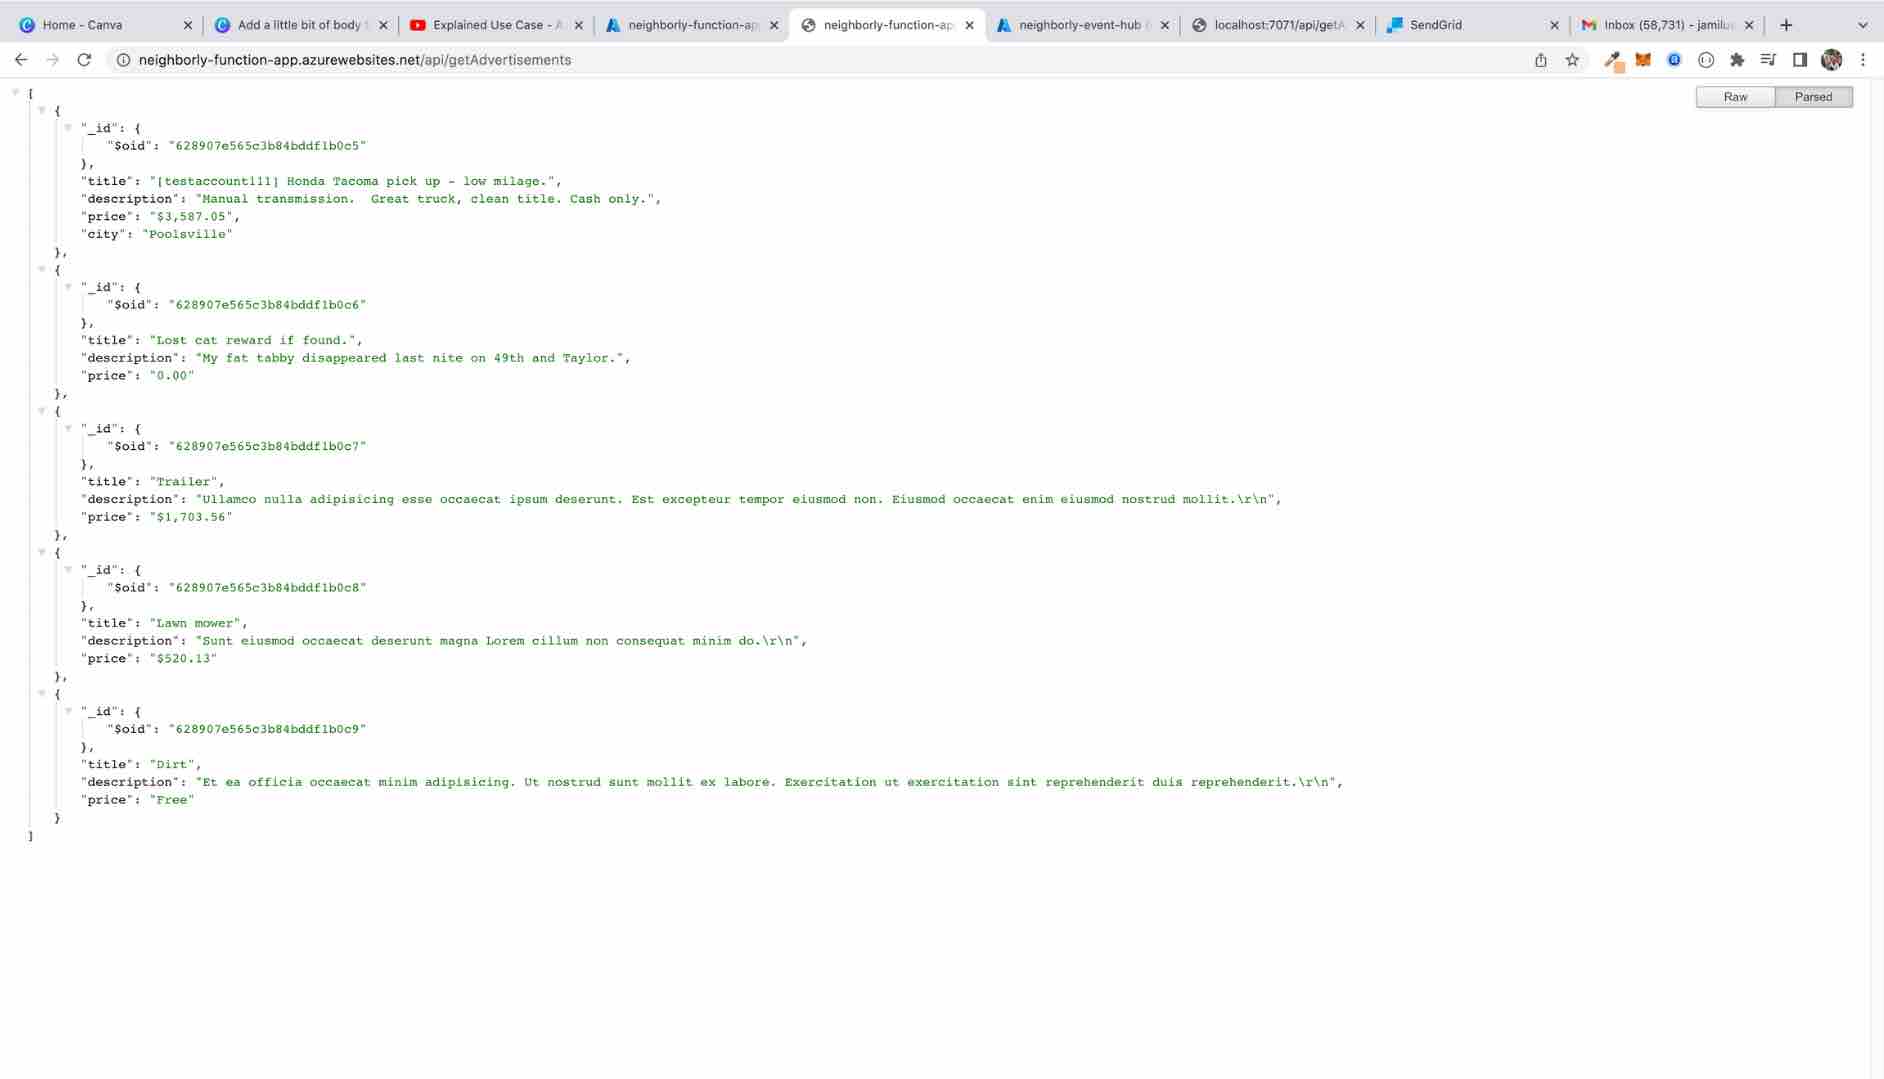 Home - Canva
Add a little bit of body
Explained Use Case - A
neighborly-function-ap
neighborly-function-ap
neighborly-event-hub
localhost:7071/api/getA
SendGrid
Inbox (58,731) - jamilu
neighborly-function-app.azurewebsites.net/api/getAdvertisements
Raw
Parsed
[
{
"_id": {
"$oid": "628907e565c3b84bddf1b0c5"
},
"title": "[testaccount111] Honda Tacoma pick up - low milage.",
"description": "Manual transmission.  Great truck, clean title. Cash only.",
"price": "$3,587.05",
"city": "Poolsville"
},
{
"_id": {
"$oid": "628907e565c3b84bddf1b0c6"
},
"title": "Lost cat reward if found.",
"description": "My fat tabby disappeared last nite on 49th and Taylor.",
"price": "0.00"
},
{
"_id": {
"$oid": "628907e565c3b84bddf1b0c7"
},
"title": "Trailer",
"description": "Ullamco nulla adipisicing esse occaecat ipsum deserunt. Est excepteur tempor eiusmod non. Eiusmod occaecat enim eiusmod nostrud mollit.\r\n",
"price": "$1,703.56"
},
{
"_id": {
"$oid": "628907e565c3b84bddf1b0c8"
},
"title": "Lawn mower",
"description": "Sunt eiusmod occaecat deserunt magna Lorem cillum non consequat minim do.\r\n",
"price": "$520.13"
},
{
"_id": {
"$oid": "628907e565c3b84bddf1b0c9"
},
"title": "Dirt",
"description": "Et ea officia occaecat minim adipisicing. Ut nostrud sunt mollit ex labore. Exercitation ut exercitation sint reprehenderit duis reprehenderit.\r\n",
"price": "Free"
}
]